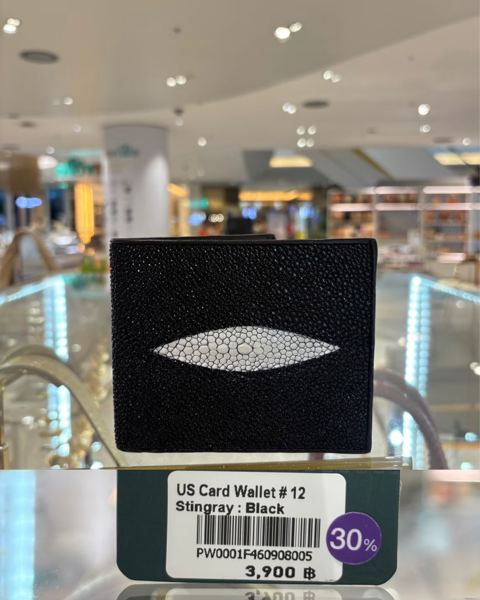 US Card Wallet # 12
Stingray : Black
PW0001F460908005
3,900 ฿
30%